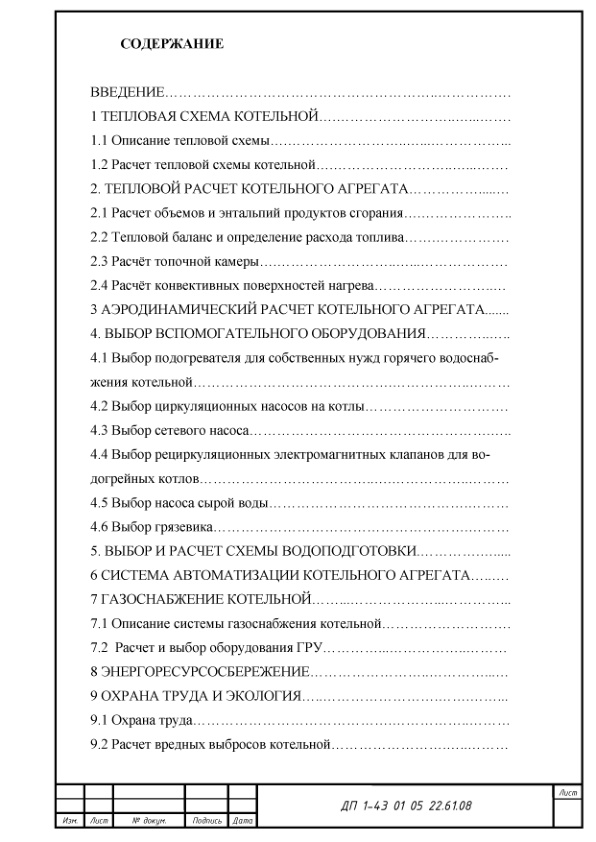 СОДЕРЖАНИЕ
ВВЕДЕНИЕ……………………………………………………………….
1 ТЕПЛОВАЯ СХЕМА КОТЕЛЬНОЙ……………………………………
1.1 Описание тепловой схемы………………………………………...
1.2 Расчет тепловой схемы котельной…………………………………
2. ТЕПЛОВОЙ РАСЧЕТ КОТЕЛЬНОГО АГРЕГАТА……………....…
2.1 Расчет объемов и энтальпий продуктов сгорания………………..
2.2 Тепловой баланс и определение расхода топлива……………….
2.3 Расчёт топочной камеры……………………………………………
2.4 Расчёт конвективных поверхностей нагрева……………………
3 АЭРОДИНАМИЧЕСКИЙ РАСЧЕТ КОТЕЛЬНОГО АГРЕГАТА.......
4. ВЫБОР ВСПОМОГАТЕЛЬНОГО ОБОРУДОВАНИЯ………………
4.1 Выбор подогревателя для собственных нужд горячего водоснаб-
жения котельной………………………………………………………
4.2 Выбор циркуляционных насосов на котлы……………………….
4.3 Выбор сетевого насоса……………………………………………..
4.4 Выбор рециркуляционных электромагнитных клапанов для во-
догрейных котлов………………………………………………………
4.5 Выбор насоса сырой воды…………………………………………
4.6 Выбор грязевика……………………………………………………
5. ВЫБОР И РАСЧЕТ СХЕМЫ ВОДОПОДГОТОВКИ…………….....
6 СИСТЕМА АВТОМАТИЗАЦИИ КОТЕЛЬНОГО АГРЕГАТА………
7 ГАЗОСНАБЖЕНИЕ КОТЕЛЬНОЙ……...…………………………...
7.1 Описание системы газоснабжения котельной…………………….
7.2 Расчет и выбор оборудования ГРУ…………...……………………
8 ЭНЕРГОРЕСУРСОСБЕРЕЖЕНИЕ……………………………...…
9 ОХРАНА ТРУДА И ЭКОЛОГИЯ……………………………………...
9.1 Охрана труда…………………………………………………………
9.2 Расчет вредных выбросов котельной………………………………
Изм. Лист № докум. Подпись Дата
ДП 1-43 01 05 22.61.08
Лист